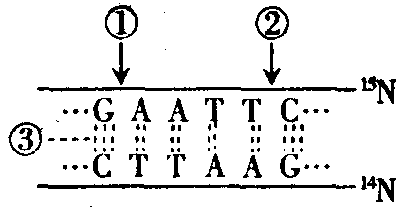 ① ②
¹⁵N
…G A A T T C…
③
…C T T A A G…
¹⁴N